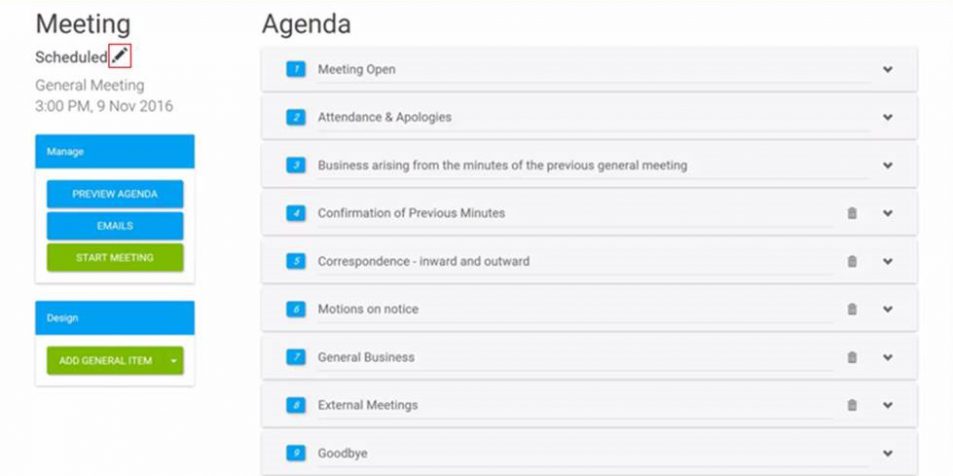 Meeting
Scheduled
General Meeting
3:00 PM, 9 Nov 2016
Manage
PREVIEW AGENDA
EMAILS
START MEETING
Design
ADD GENERAL ITEM
Agenda
1 Meeting Open
2 Attendance & Apologies
3 Business arising from the minutes of the previous general meeting
4 Confirmation of Previous Minutes
5 Correspondence - inward and outward
6 Motions on notice
7 General Business
8 External Meetings
9 Goodbye